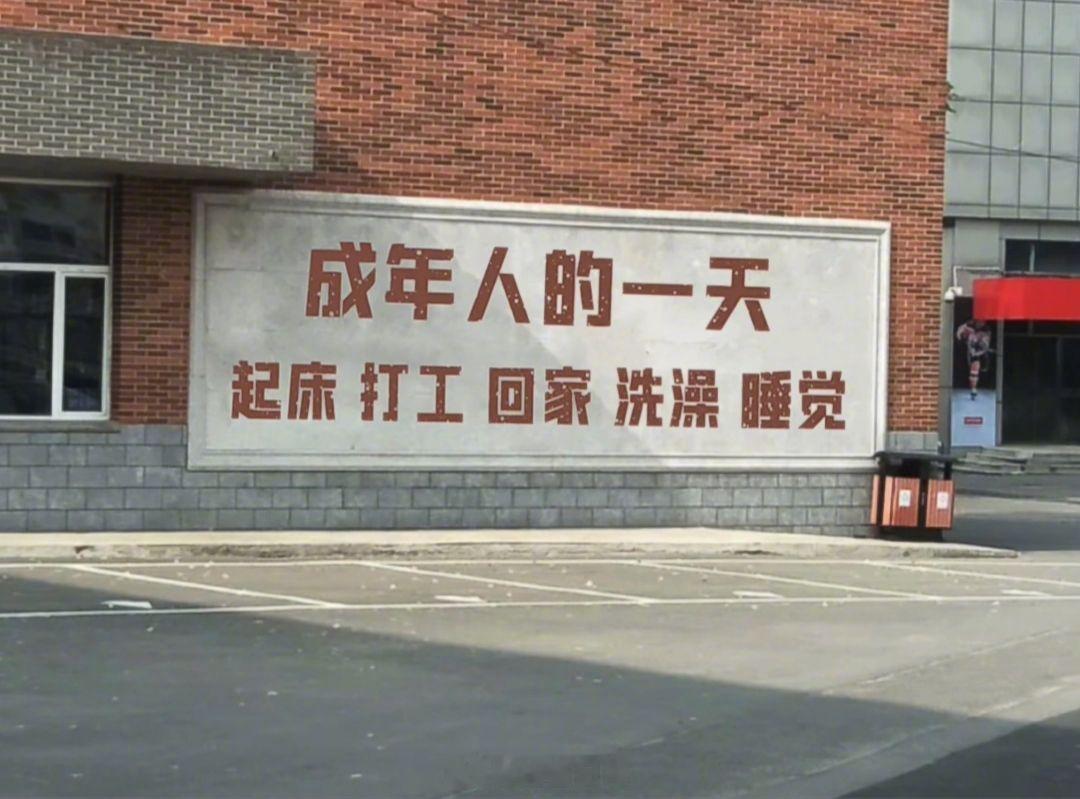 成年人的一天
起床 打工 回家 洗澡 睡觉